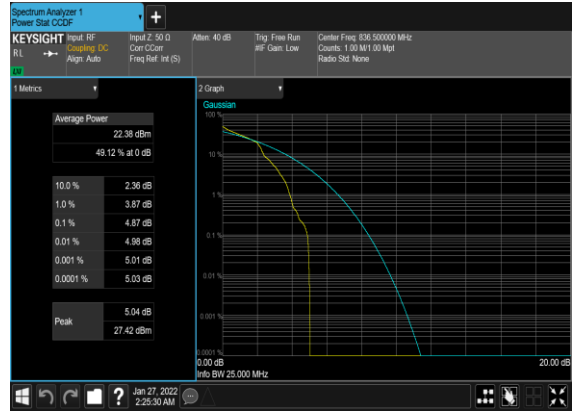 Spectrum Analyzer 1
Power Stat CCDF
KEYSIGHT
RL
Input: RF
Coupling: DC
Align: Auto
Input Z: 50 Ω
Corr CCorr
Freq Ref: Int (S)
Atten: 40 dB
Trig: Free Run
#IF Gain: Low
Center Freq: 836.500000 MHz
Counts: 1.00 M/1.00 Mpt
Radio Std: None
1 Metrics
Average Power
22.38 dBm
49.12 % at 0 dB
10.0 % 2.36 dB
1.0 % 3.87 dB
0.1 % 4.87 dB
0.01 % 4.98 dB
0.001 % 5.01 dB
0.0001 % 5.03 dB
Peak
5.04 dB
27.42 dBm
2 Graph
Gaussian
100 %
10 %
1 %
0.1 %
0.01 %
0.001 %
0.0001 %
0.00 dB
20.00 dB
Info BW 25.000 MHz
?
Jan 27, 2022
2:25:30 AM